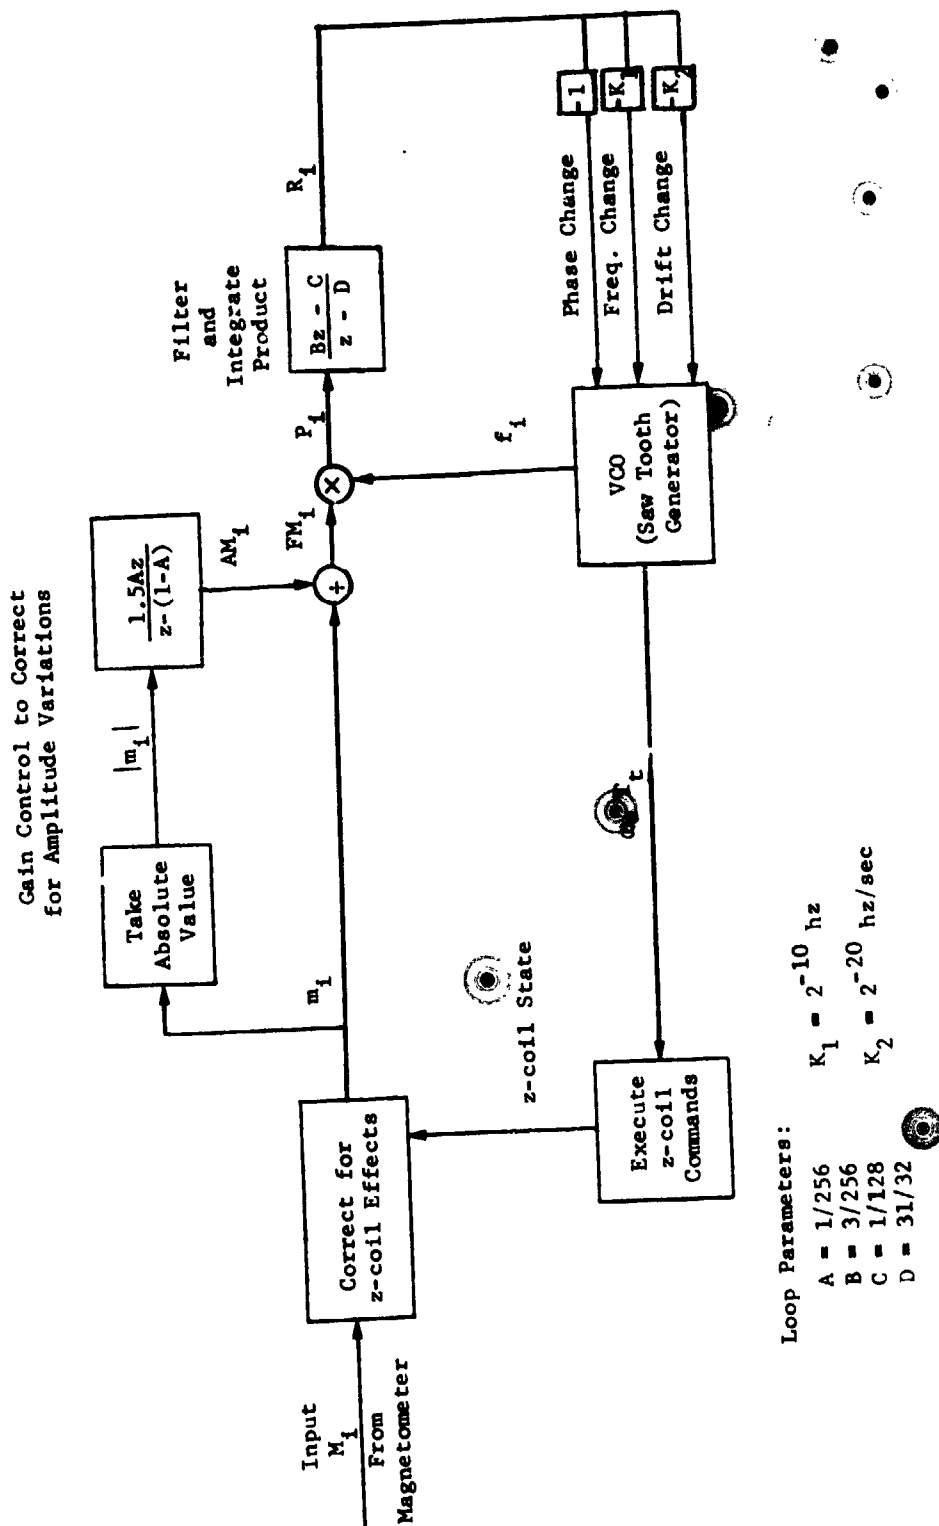 Gain Control to Correct
for Amplitude Variations
Take
Absolute
Value
|m_i|
1.5Az
z-(1-A)
AM_i
Input
M_i
From
Magnetometer
Correct for
z-coil Effects
m_i
÷
FM_i
×
P_i
Filter
and
Integrate
Product
Bz - C
z - D
R_i
z-coil State
f_i
Execute
z-coil
Commands
t
VCO
(Saw Tooth
Generator)
Phase Change
Freq. Change
Drift Change
-1
-K_1
-K_2
Loop Parameters:
A = 1/256
B = 3/256
C = 1/128
D = 31/32
K_1 = 2^-10 hz
K_2 = 2^-20 hz/sec